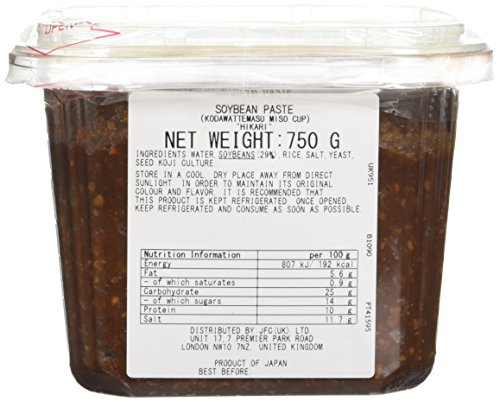 OPEN
SOYBEAN PASTE
(KODAWATTEMASU MISO CUP)
"HIKARI"
NET WEIGHT:750 G
INGREDIENTS WATER, SOYBEANS(29%), RICE, SALT, YEAST,
SEED KOJI CULTURE
STORE IN A COOL  DRY PLACE AWAY FROM DIRECT
SUNLIGHT. IN ORDER TO MAINTAIN ITS ORIGINAL
COLOUR AND FLAVOR, IT IS RECOMMENDED THAT
THIS PRODUCT IS KEPT REFRIGERATED. ONCE OPENED,
KEEP REFRIGERATED AND CONSUME AS SOON AS POSSIBLE.
Nutrition Information per 100g
Energy 807 kJ/ 192 kcal
Fat 5.6 g
- of which saturates 0.9 g
Carbohydrate 25 g
- of which sugars 14 g
Protein 10 g
Salt 11.7 g
DISTRIBUTED BY JFC(UK) LTD
UNIT 17,7 PREMIER PARK ROAD
LONDON NW10 7NZ, UNITED KINGDOM
PRODUCT OF JAPAN
BEST BEFORE:
UK951
B1090
PT41595